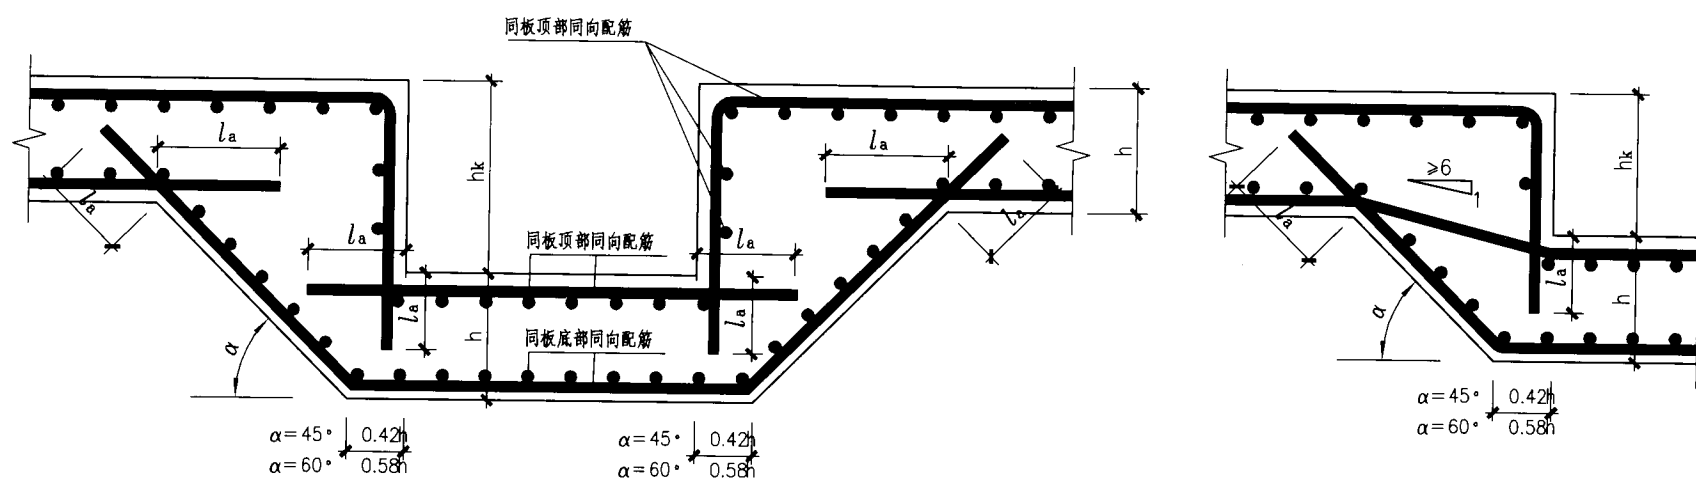 同板顶部同向配筋
la
hk
la
h
la
la
同板顶部同向配筋
la
la
la
la
h
同板底部同向配筋
α
α=45° 0.42h
α=60° 0.58h
α=45° 0.42h
α=60° 0.58h
≥6
1
hk
la
la
h
α
α=45° 0.42h
α=60° 0.58h